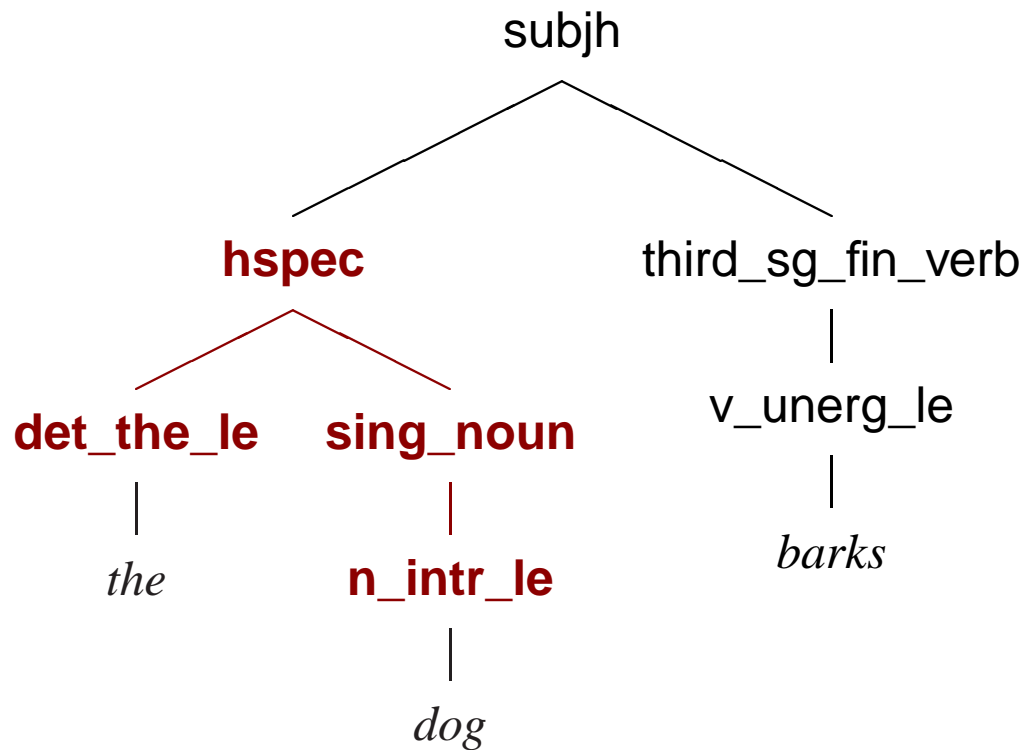 subjh
hspec third_sg_fin_verb
det_the_le sing_noun v_unerg_le
the n_intr_le barks
dog